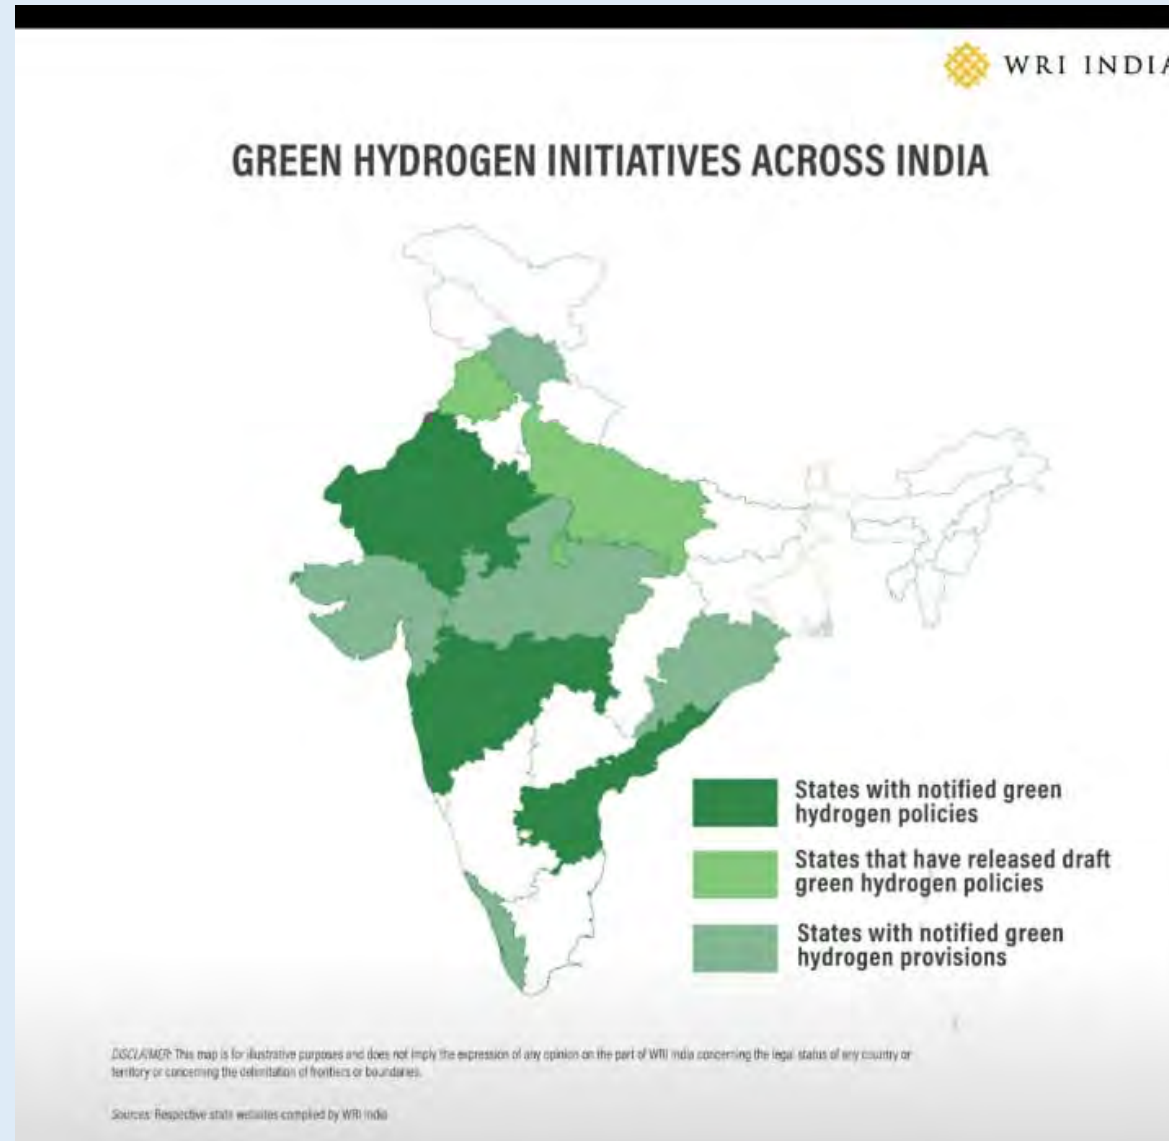 WRI INDIA
GREEN HYDROGEN INITIATIVES ACROSS INDIA
States with notified green
hydrogen policies
States that have released draft
green hydrogen policies
States with notified green
hydrogen provisions
DISCLAIMER: This map is for illustrative purposes and does not imply the expression of any opinion on the part of WRI India concerning the legal status of any country or
territory or concerning the delimitation of frontiers or boundaries.
Sources: Respective state websites compiled by WRI India